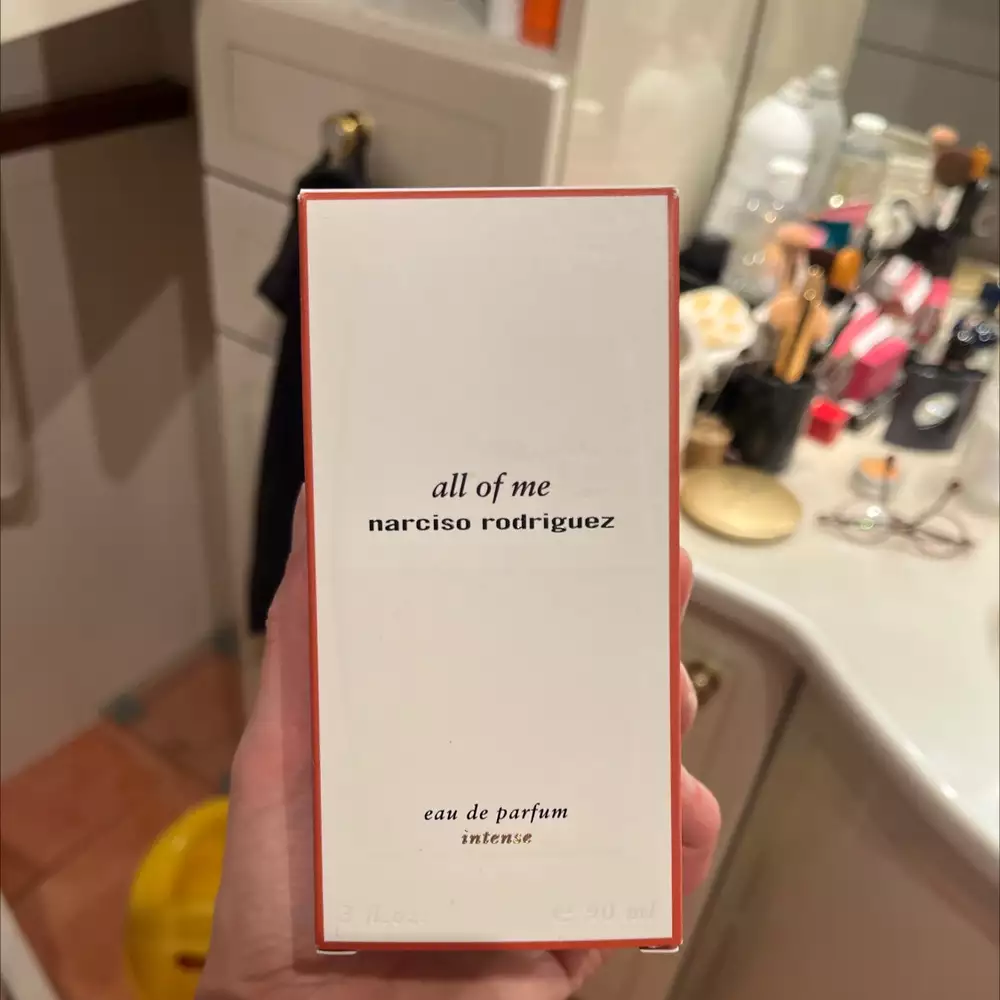 all of me
narciso rodriguez
eau de parfum
intense
3 fl.oz. e 90 ml